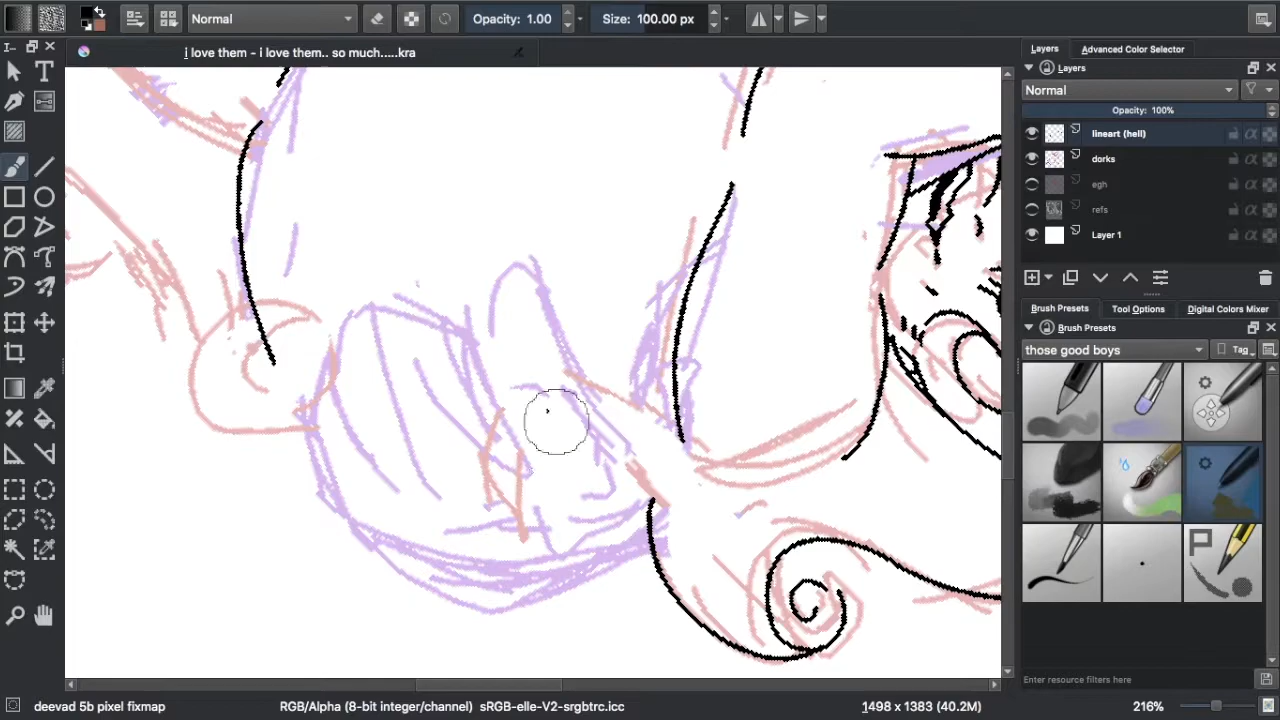 Normal
Opacity: 1.00
Size: 100.00 px
I...
i love them - i love them.. so much.....kra
Layers
Advanced Color Selector
Layers
Normal
Opacity: 100%
lineart (hell)
dorks
egh
refs
Layer 1
Brush Presets
Tool Options
Digital Colors Mixer
Brush Presets
those good boys
Tag
P
Enter resource filters here
deevad 5b pixel fixmap
RGB/Alpha (8-bit integer/channel) sRGB-elle-V2-srgbtrc.icc
1498 x 1383 (40.2M)
216%